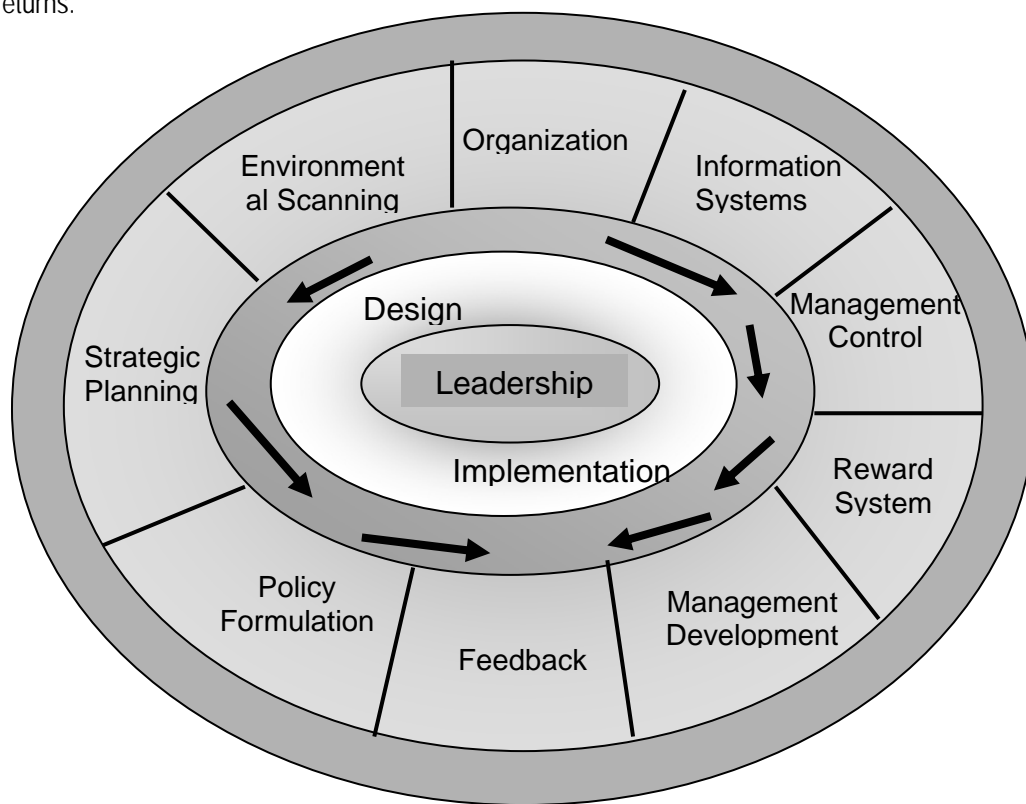 eturns.
Organization
Environment
al Scanning
Information
Systems
Management
Control
Design
Strategic
Planning
Leadership
Implementation
Reward
System
Policy
Formulation
Management
Development
Feedback